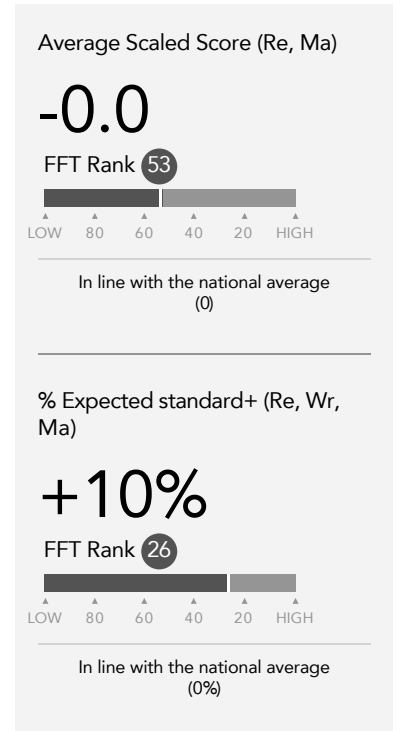 Average Scaled Score (Re, Ma)
-0.0
FFT Rank 53
LOW 80 60 40 20 HIGH
In line with the national average
(0)
% Expected standard+ (Re, Wr,
Ma)
+10%
FFT Rank 26
LOW 80 60 40 20 HIGH
In line with the national average
(0%)